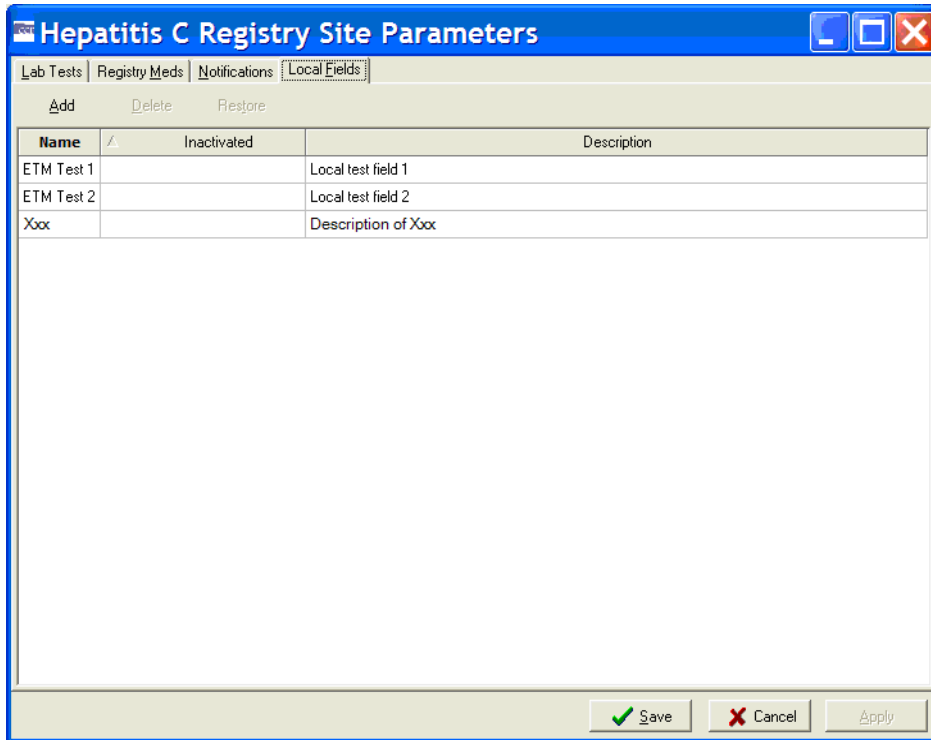 Hepatitis C Registry Site Parameters
Lab Tests Registry Meds Notifications Local Fields
Add Delete Restore
Name Inactivated Description
ETM Test 1 Local test field 1
ETM Test 2 Local test field 2
Xxx Description of Xxx
Save Cancel Apply